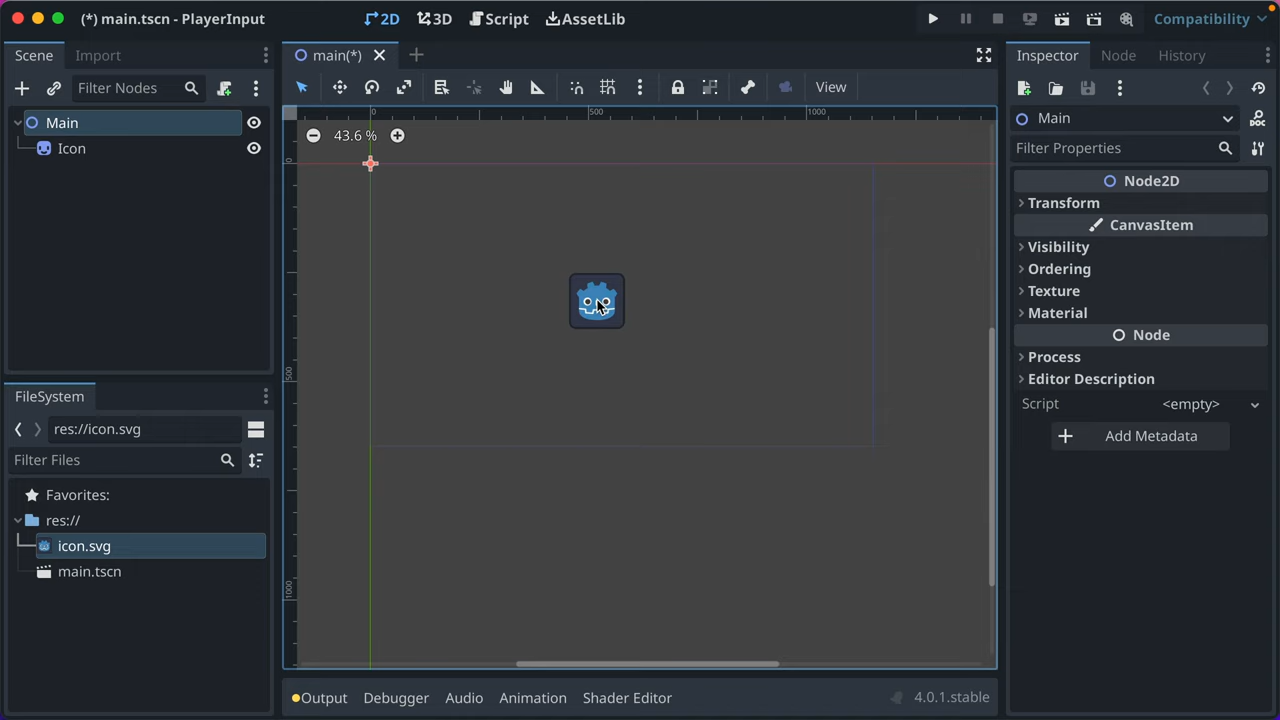 (*) main.tscn - PlayerInput
2D
3D
Script
AssetLib
Compatibility
Scene
Import
Filter Nodes
Main
Icon
FileSystem
res://icon.svg
Filter Files
Favorites:
res://
icon.svg
main.tscn
main(*)
View
0
500
1000
0
500
1000
43.6 %
Output
Debugger
Audio
Animation
Shader Editor
4.0.1.stable
Inspector
Node
History
Main
DOC
Filter Properties
Node2D
Transform
CanvasItem
Visibility
Ordering
Texture
Material
Node
Process
Editor Description
Script
<empty>
Add Metadata